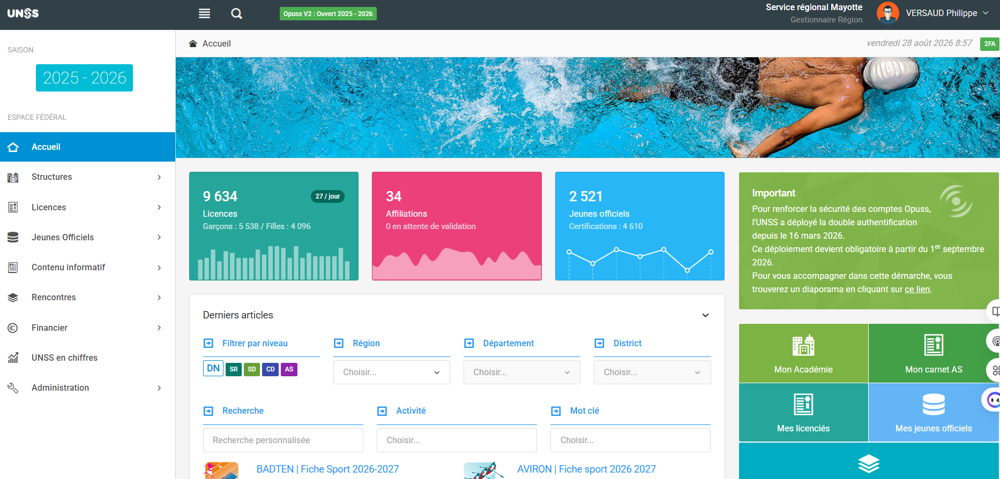 UNSS
Opuss V2 : Ouvert 2025 - 2026
Service régional Mayotte
Gestionnaire Région
VERSAUD Philippe
SAISON
2025 - 2026
ESPACE FÉDÉRAL
Accueil
Structures
Licences
Jeunes Officiels
Contenu informatif
Rencontres
Financier
UNSS en chiffres
Administration
Accueil
vendredi 28 août 2026 8:57
2FA
9 634
27 / jour
Licences
Garçons : 5 538 / Filles : 4 096
34
Affiliations
0 en attente de validation
2 521
Jeunes officiels
Certifications : 4 610
Important
Pour renforcer la sécurité des comptes Opuss,
l'UNSS a déployé la double authentification
depuis le 16 mars 2026.
Ce déploiement devient obligatoire à partir du 1er septembre
2026.
Pour vous accompagner dans cette démarche, vous
trouverez un diaporama en cliquant sur ce lien.
Derniers articles
Filtrer par niveau
Région
Département
District
DN SR SD CD AS
Choisir...
Choisir...
Choisir...
Recherche
Activité
Mot clé
Recherche personnalisée
Choisir...
Choisir...
BADTEN | Fiche Sport 2026-2027
AVIRON | Fiche sport 2026 2027
Mon Académie
Mon carnet AS
Mes licenciés
Mes jeunes officiels